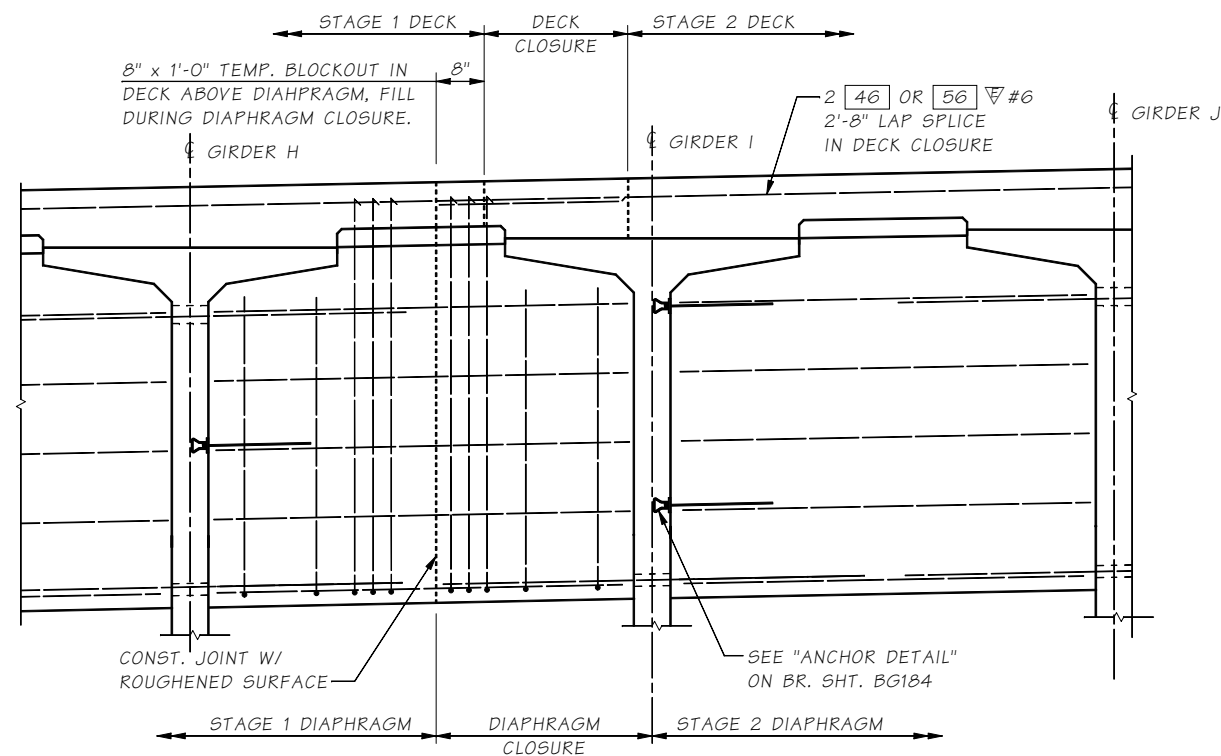 STAGE 1 DECK
DECK
CLOSURE
STAGE 2 DECK
8" x 1'-0" TEMP. BLOCKOUT IN
DECK ABOVE DIAHPRAGM, FILL
DURING DIAPHRAGM CLOSURE.
8"
2 46 OR 56 E #6
2'-8" LAP SPLICE
IN DECK CLOSURE
℄ GIRDER H
℄ GIRDER I
℄ GIRDER J
CONST. JOINT W/
ROUGHENED SURFACE
SEE "ANCHOR DETAIL"
ON BR. SHT. BG184
STAGE 1 DIAPHRAGM
DIAPHRAGM
CLOSURE
STAGE 2 DIAPHRAGM